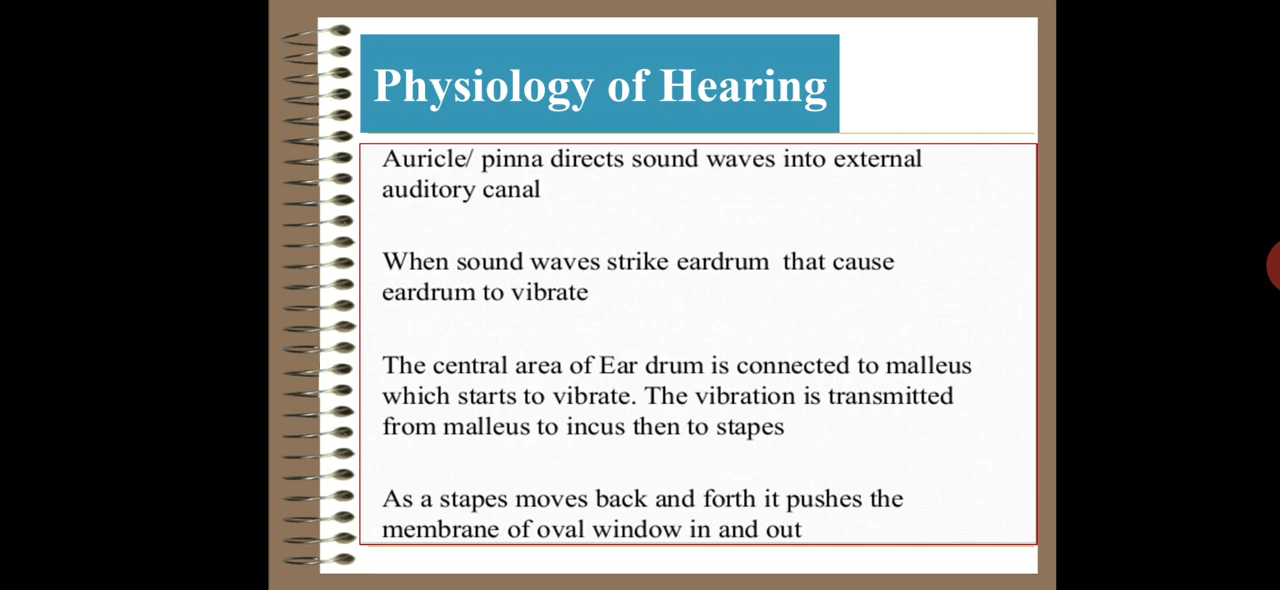 Physiology of Hearing
Auricle/ pinna directs sound waves into external
auditory canal
When sound waves strike eardrum that cause
eardrum to vibrate
The central area of Ear drum is connected to malleus
which starts to vibrate. The vibration is transmitted
from malleus to incus then to stapes
As a stapes moves back and forth it pushes the
membrane of oval window in and out